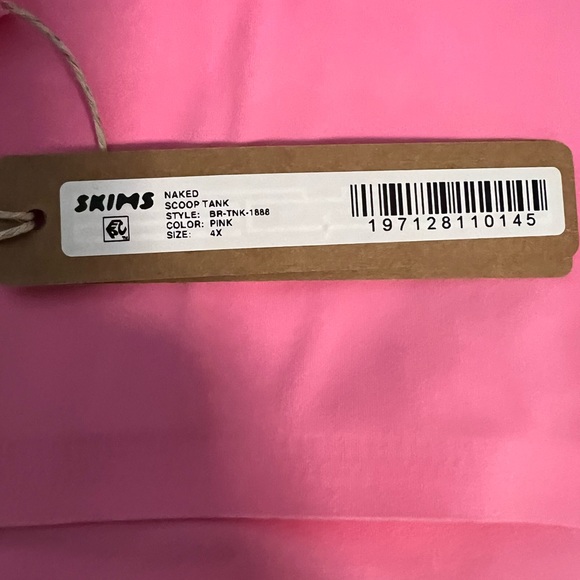 SKIMS
NAKED
SCOOP TANK
STYLE: BR-TNK-1888
COLOR: PINK
SIZE: 4X
197128110145